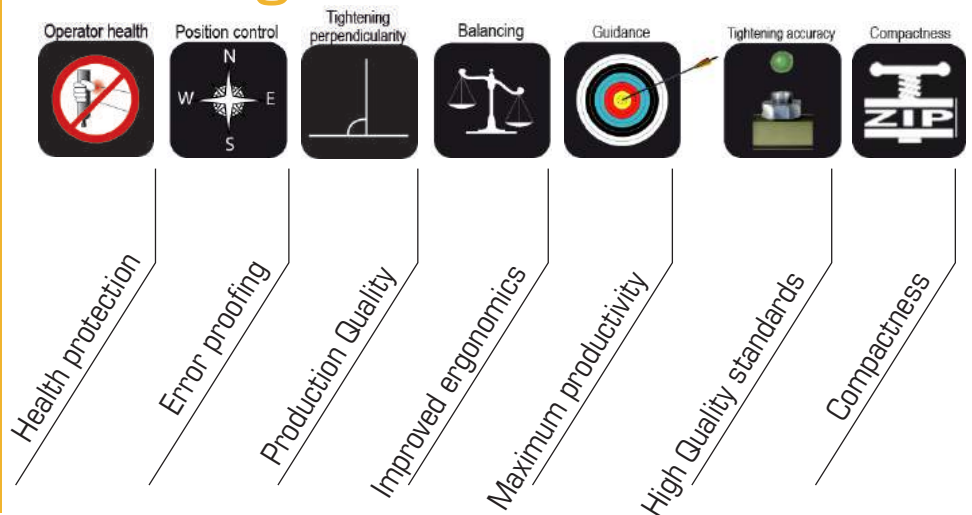 Operator health
Position control
Tightening
perpendicularity
Balancing
Guidance
Tightening accuracy
Compactness
N
W E
S
ZIP
Health protection
Error proofing
Production Quality
Improved ergonomics
Maximum productivity
High Quality standards
Compactness